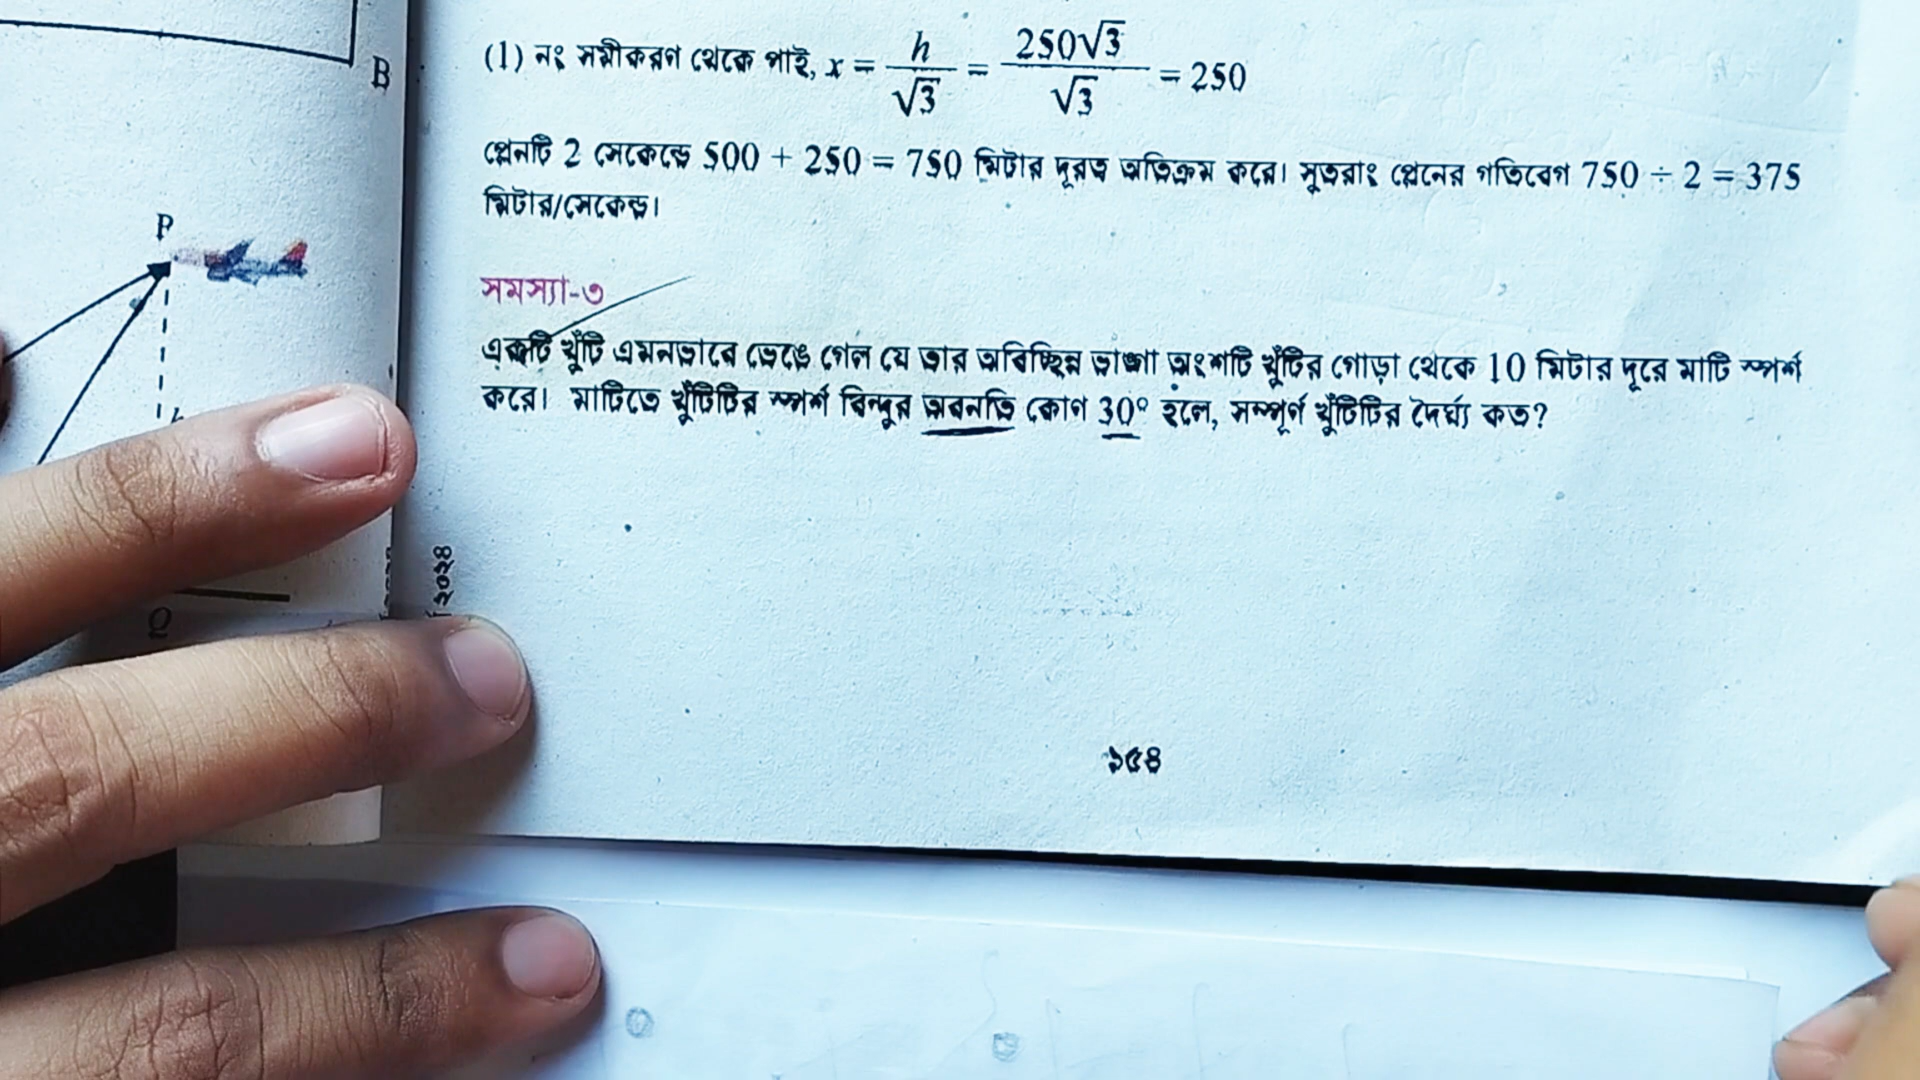 B
P
(1) নং সমীকরণ থেকে পাই, x = h/√3 = 250√3/√3 = 250
প্লেনটি 2 সেকেন্ডে 500 + 250 = 750 মিটার দূরত্ব অতিক্রম করে। সুতরাং প্লেনের গতিবেগ 750 ÷ 2 = 375
মিটার/সেকেন্ড।
সমস্যা-৩
একটি খুঁটি এমনভাবে ভেঙে গেল যে তার অবিচ্ছিন্ন ভাঙ্গা অংশটি খুঁটির গোড়া থেকে 10 মিটার দূরে মাটি স্পর্শ
করে। মাটিতে খুঁটিটির স্পর্শ বিন্দুর অবনতি কোণ 30° হলে, সম্পূর্ণ খুঁটিটির দৈর্ঘ্য কত?
২০২৪
১৫৪